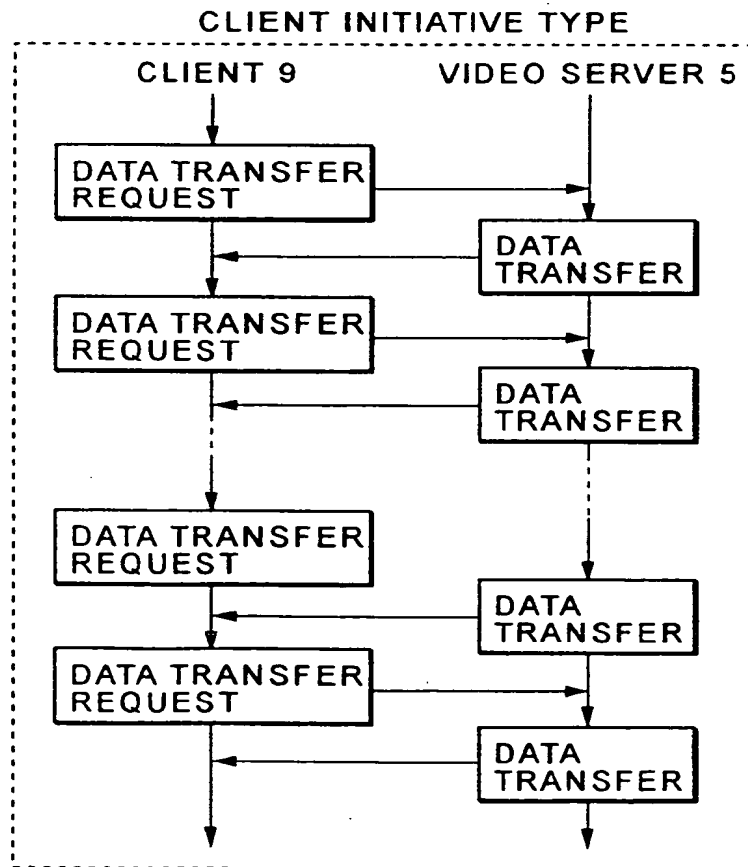 CLIENT INITIATIVE TYPE
CLIENT 9
VIDEO SERVER 5
DATA TRANSFER
REQUEST
DATA
TRANSFER
DATA TRANSFER
REQUEST
DATA
TRANSFER
DATA TRANSFER
REQUEST
DATA
TRANSFER
DATA TRANSFER
REQUEST
DATA
TRANSFER